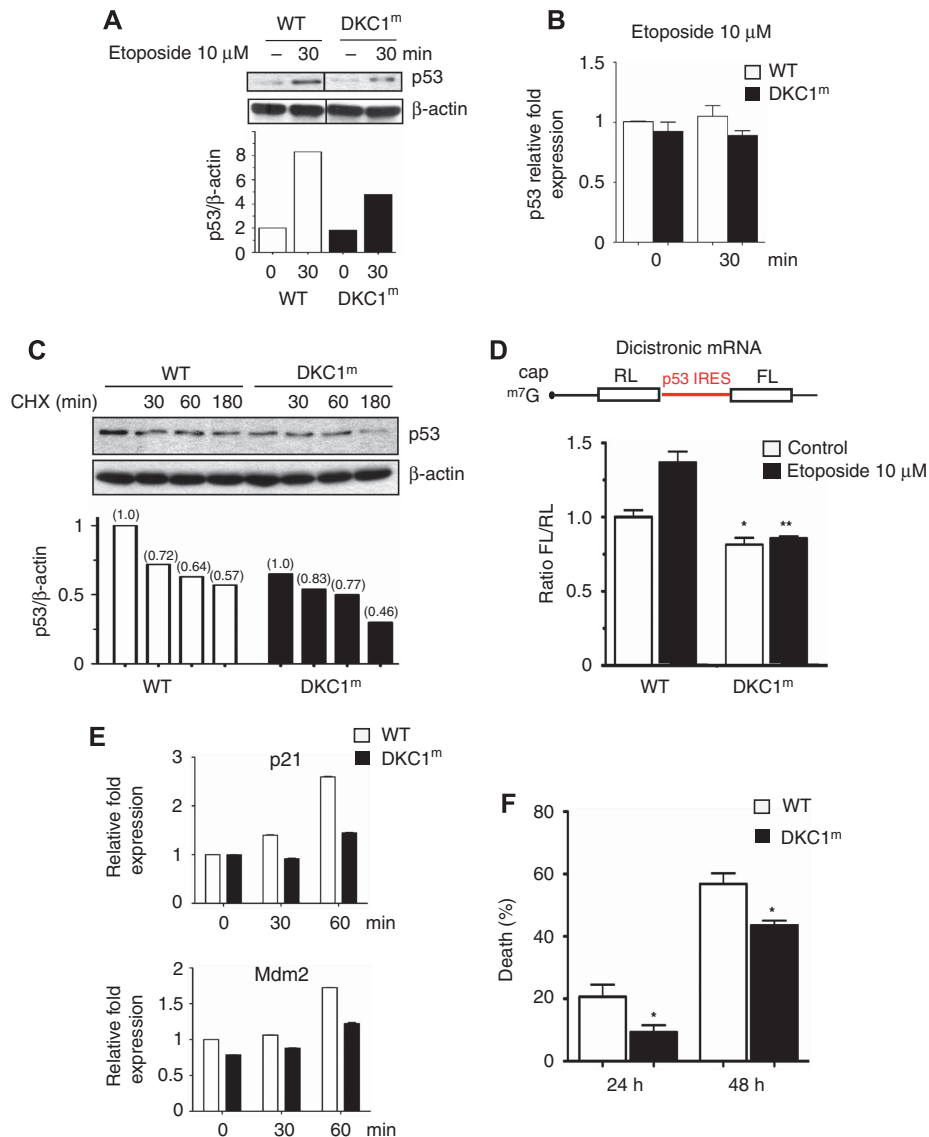 A
WT DKC1ᵐ
Etoposide 10 μM – 30 – 30 min
p53
β-actin
p53/β-actin
8
6
4
2
0
0 30 0 30
WT DKC1ᵐ
B
Etoposide 10 μM
WT
DKC1ᵐ
p53 relative fold
expression
1.5
1
0.5
0
0 30 min
C
WT DKC1ᵐ
CHX (min) 30 60 180 30 60 180
p53
β-actin
p53/β-actin
1
0.5
0
(1.0) (0.72) (0.64) (0.57) (1.0) (0.83) (0.77) (0.46)
WT DKC1ᵐ
D
Dicistronic mRNA
cap
m7G RL p53 IRES FL
Control
Etoposide 10 μM
Ratio FL/RL
1.5
1.0
0.5
0
* **
WT DKC1ᵐ
E
WT
DKC1ᵐ
p21
Relative fold
expression
3
2
1
0
0 30 60 min
Mdm2
Relative fold
expression
2
1.5
1
0.5
0
0 30 60 min
F
WT
DKC1ᵐ
Death (%)
80
60
40
20
0
* *
24 h 48 h